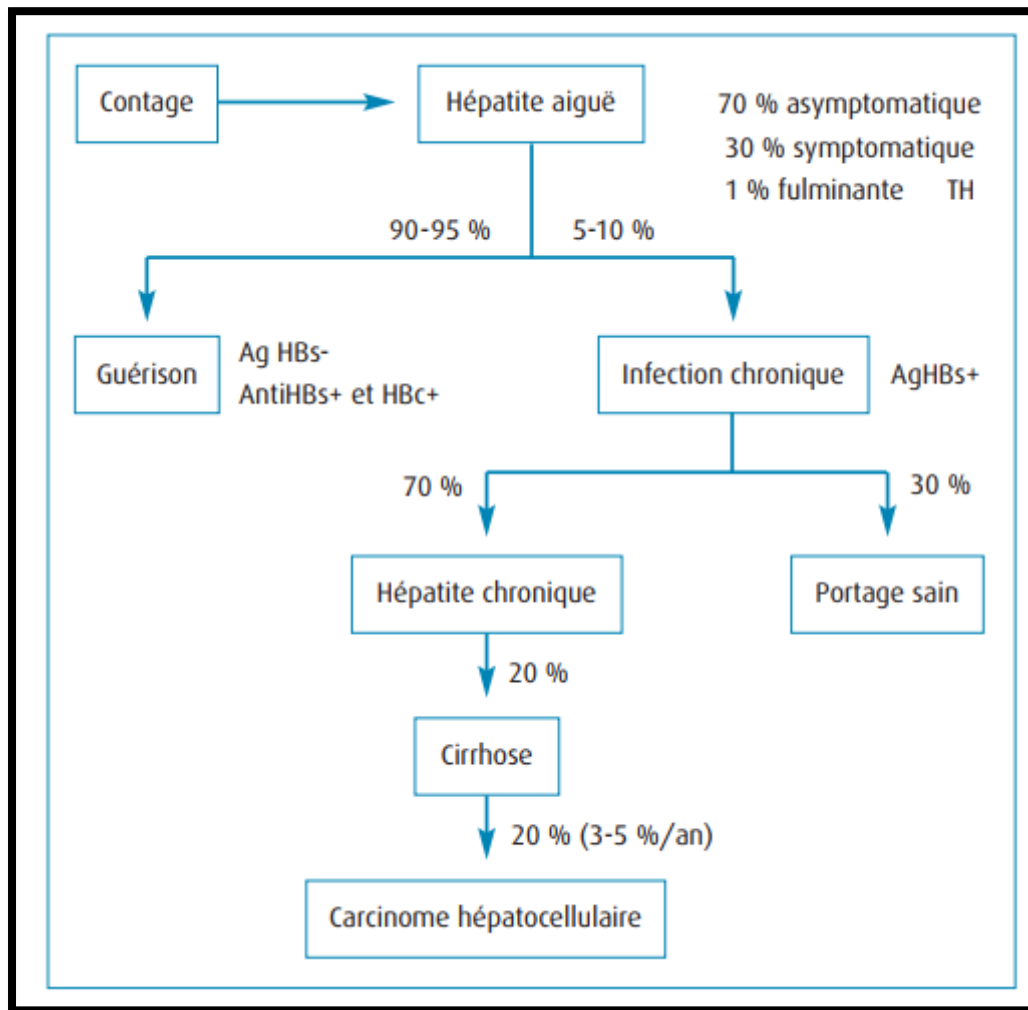 Contage
Hépatite aiguë
70 % asymptomatique
30 % symptomatique
1 % fulminante TH
90-95 %
5-10 %
Guérison
Ag HBs-
AntiHBs+ et HBc+
Infection chronique
AgHBs+
70 %
30 %
Hépatite chronique
Portage sain
20 %
Cirrhose
20 % (3-5 %/an)
Carcinome hépatocellulaire